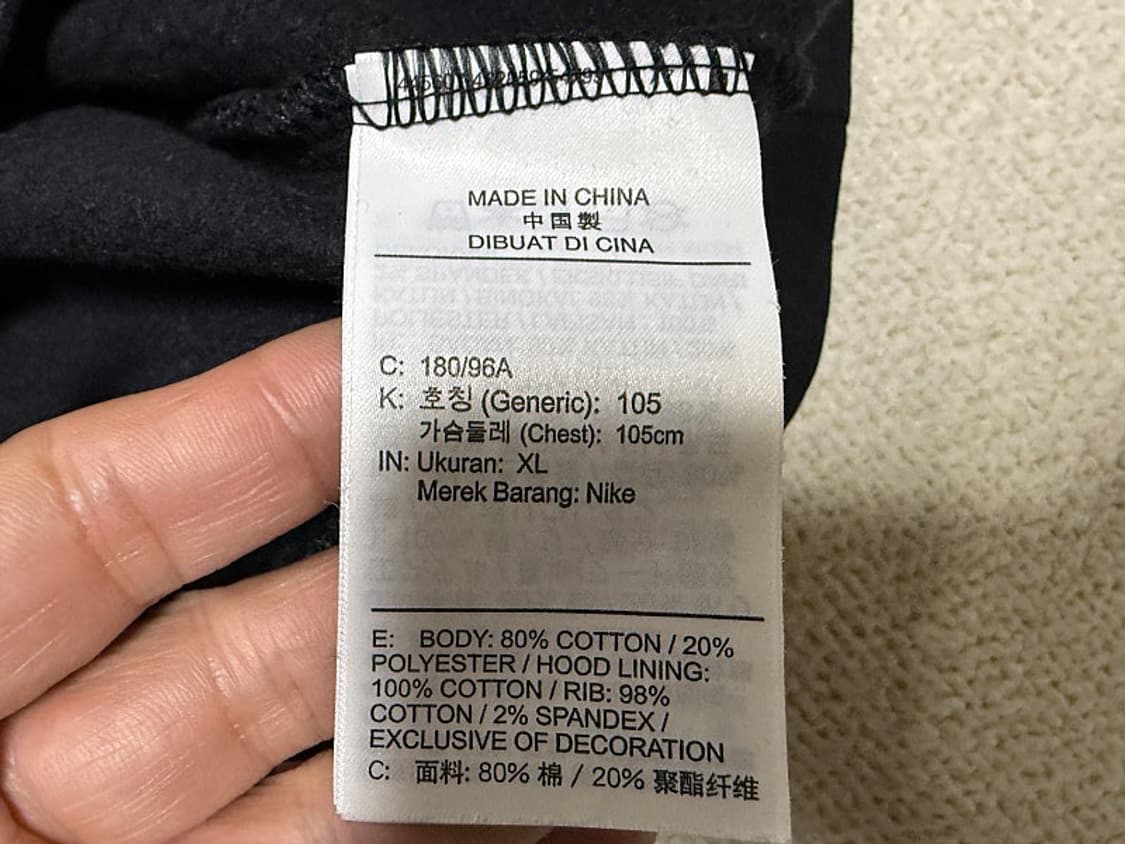 MADE IN CHINA
中国製
DIBUAT DI CINA
C: 180/96A
K: 호칭 (Generic): 105
가슴둘레 (Chest): 105cm
IN: Ukuran: XL
Merek Barang: Nike
E: BODY: 80% COTTON / 20%
POLYESTER / HOOD LINING:
100% COTTON / RIB: 98%
COTTON / 2% SPANDEX /
EXCLUSIVE OF DECORATION
C: 面料: 80% 棉 / 20% 聚酯纤维